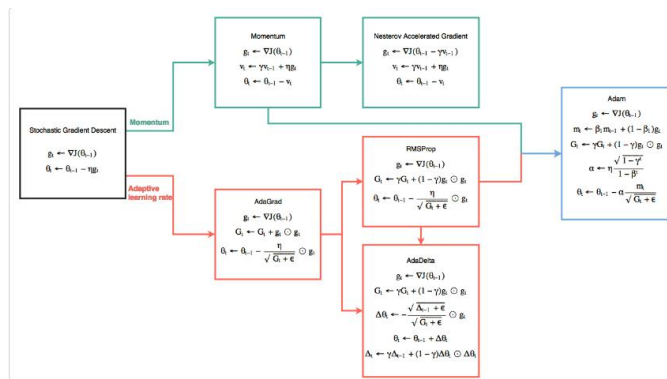 Stochastic Gradient Descent
gₜ ← ∇J(θₜ₋₁)
θₜ ← θₜ₋₁ − ηgₜ
Momentum
Adaptive
learning rate
Momentum
gₜ ← ∇J(θₜ₋₁)
vₜ ← γvₜ₋₁ + ηgₜ
θₜ ← θₜ₋₁ − vₜ
Nesterov Accelerated Gradient
gₜ ← ∇J(θₜ₋₁ − γvₜ₋₁)
vₜ ← γvₜ₋₁ + ηgₜ
θₜ ← θₜ₋₁ − vₜ
AdaGrad
gₜ ← ∇J(θₜ₋₁)
Gₜ ← Gₜ + gₜ ⊙ gₜ
θₜ ← θₜ₋₁ − η / √(Gₜ + ϵ) ⊙ gₜ
RMSProp
gₜ ← ∇J(θₜ₋₁)
Gₜ ← γGₜ + (1 − γ)gₜ ⊙ gₜ
θₜ ← θₜ₋₁ − η / √(Gₜ + ϵ) ⊙ gₜ
AdaDelta
gₜ ← ∇J(θₜ₋₁)
Gₜ ← γGₜ + (1 − γ)gₜ ⊙ gₜ
Δθₜ ← − √(Δₜ₋₁ + ϵ) / √(Gₜ + ϵ) ⊙ gₜ
θₜ ← θₜ₋₁ + Δθₜ
Δₜ ← γΔₜ₋₁ + (1 − γ)Δθₜ ⊙ Δθₜ
Adam
gₜ ← ∇J(θₜ₋₁)
mₜ ← β₁mₜ₋₁ + (1 − β₁)gₜ
Gₜ ← γGₜ + (1 − γ)gₜ ⊙ gₜ
α ← η √(1 − γᵗ) / (1 − βᵗ)
θₜ ← θₜ₋₁ − α mₜ / √(Gₜ + ϵ)